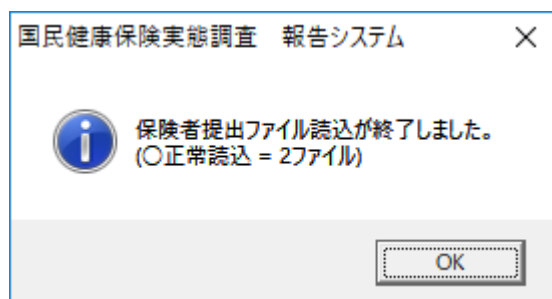 国民健康保険実態調査　報告システム
保険者提出ファイル読込が終了しました。
(○正常読込 = 2ファイル)
OK